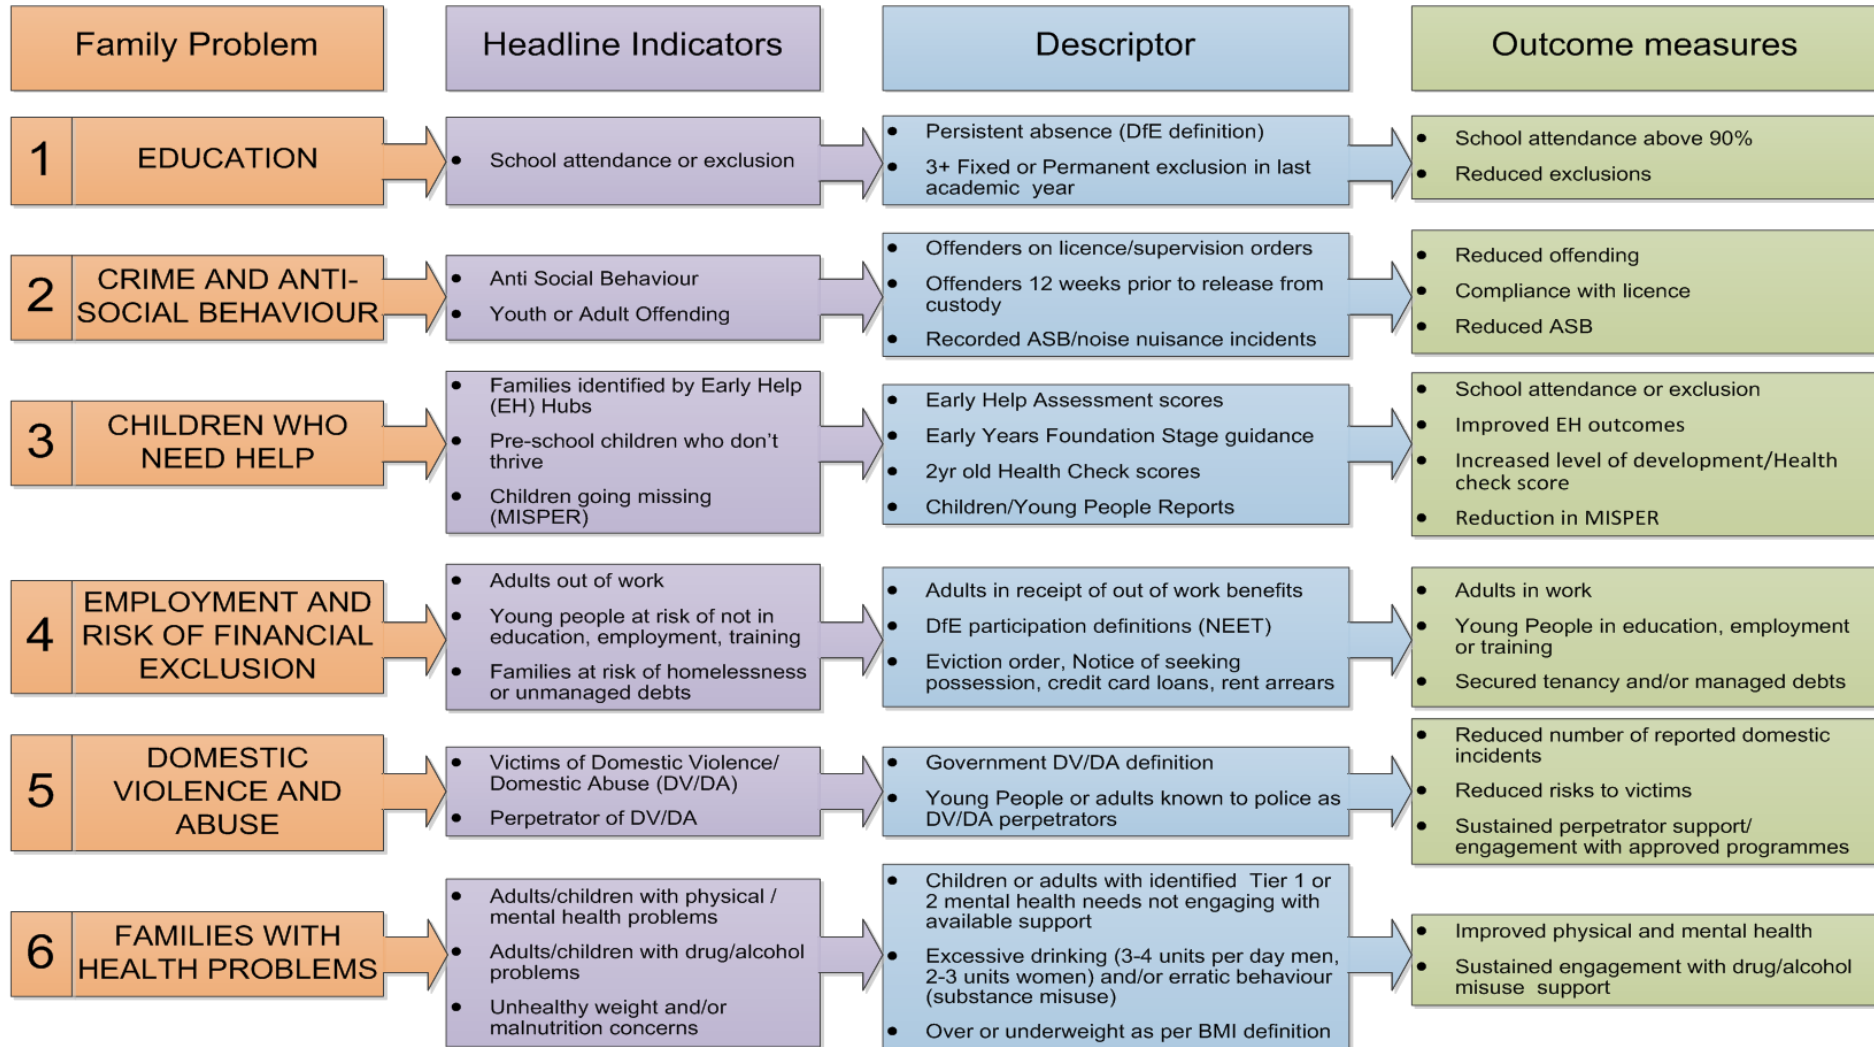 Family Problem
Headline Indicators
Descriptor
Outcome measures
1
EDUCATION
• School attendance or exclusion
• Persistent absence (DfE definition)
• 3+ Fixed or Permanent exclusion in last
academic year
• School attendance above 90%
• Reduced exclusions
2
CRIME AND ANTI-
SOCIAL BEHAVIOUR
• Anti Social Behaviour
• Youth or Adult Offending
• Offenders on licence/supervision orders
• Offenders 12 weeks prior to release from
custody
• Recorded ASB/noise nuisance incidents
• Reduced offending
• Compliance with licence
• Reduced ASB
3
CHILDREN WHO
NEED HELP
• Families identified by Early Help
(EH) Hubs
• Pre-school children who don't
thrive
• Children going missing
(MISPER)
• Early Help Assessment scores
• Early Years Foundation Stage guidance
• 2yr old Health Check scores
• Children/Young People Reports
• School attendance or exclusion
• Improved EH outcomes
• Increased level of development/Health
check score
• Reduction in MISPER
4
EMPLOYMENT AND
RISK OF FINANCIAL
EXCLUSION
• Adults out of work
• Young people at risk of not in
education, employment, training
• Families at risk of homelessness
or unmanaged debts
• Adults in receipt of out of work benefits
• DfE participation definitions (NEET)
• Eviction order, Notice of seeking
possession, credit card loans, rent arrears
• Adults in work
• Young People in education, employment
or training
• Secured tenancy and/or managed debts
5
DOMESTIC
VIOLENCE AND
ABUSE
• Victims of Domestic Violence/
Domestic Abuse (DV/DA)
• Perpetrator of DV/DA
• Government DV/DA definition
• Young People or adults known to police as
DV/DA perpetrators
• Reduced number of reported domestic
incidents
• Reduced risks to victims
• Sustained perpetrator support/
engagement with approved programmes
6
FAMILIES WITH
HEALTH PROBLEMS
• Adults/children with physical /
mental health problems
• Adults/children with drug/alcohol
problems
• Unhealthy weight and/or
malnutrition concerns
• Children or adults with identified Tier 1 or
2 mental health needs not engaging with
available support
• Excessive drinking (3-4 units per day men,
2-3 units women) and/or erratic behaviour
(substance misuse)
• Over or underweight as per BMI definition
• Improved physical and mental health
• Sustained engagement with drug/alcohol
misuse support